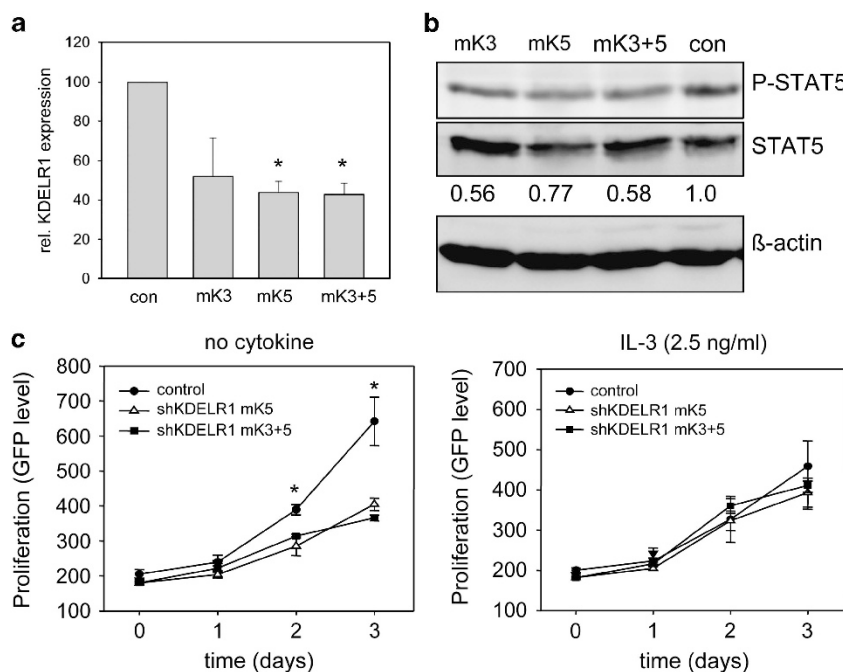 a
rel. KDELR1 expression
120
100
80
60
40
20
0
*
*
con
mK3
mK5
mK3+5
b
mK3 mK5 mK3+5 con
P-STAT5
STAT5
0.56 0.77 0.58 1.0
ß-actin
c
no cytokine
Proliferation (GFP level)
800
700
600
500
400
300
200
100
control
shKDELR1 mK5
shKDELR1 mK3+5
*
*
0 1 2 3
time (days)
IL-3 (2.5 ng/ml)
Proliferation (GFP level)
700
600
500
400
300
200
100
control
shKDELR1 mK5
shKDELR1 mK3+5
0 1 2 3
time (days)